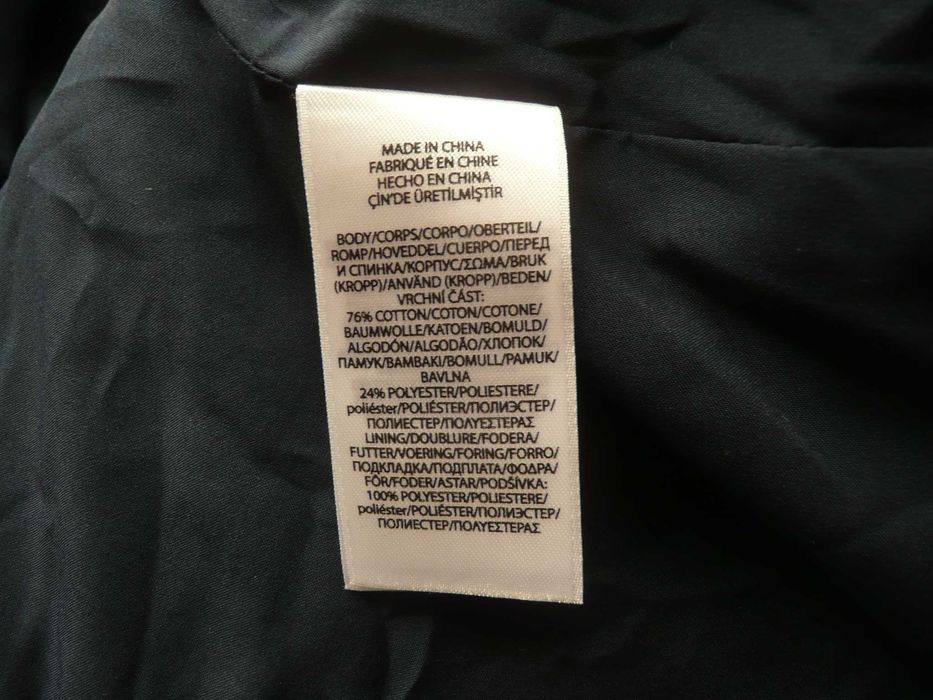 MADE IN CHINA
FABRIQUÉ EN CHINE
HECHO EN CHINA
ÇİN'DE ÜRETİLMİŞTİR
BODY/CORPS/CORPO/OBERTEIL/
ROMP/HOVEDDEL/CUERPO/ПЕРЕД
И СПИНКА/КОРПУС/ΣΩΜΑ/BRUK
(KROPP)/ANVÄND (KROPP)/BEDEN/
VRCHNÍ ČÁST:
76% COTTON/COTON/COTONE/
BAUMWOLLE/KATOEN/BOMULD/
ALGODÓN/ALGODÃO/ХЛОПОК/
ПАМУК/ΒΑΜΒΑΚΙ/BOMULL/PAMUK/
BAVLNA
24% POLYESTER/POLIESTERE/
poliéster/POLIÉSTER/ПОЛИЭСТЕР/
ПОЛИЕСТЕР/ΠΟΛΥΕΣΤΕΡΑΣ
LINING/DOUBLURE/FODERA/
FUTTER/VOERING/FORING/FORRO/
ПОДКЛАДКА/ПОДПЛАТА/ΦΟΔΡΑ/
FÔR/FODER/ASTAR/PODŠÍVKA:
100% POLYESTER/POLIESTERE/
poliéster/POLIÉSTER/ПОЛИЭСТЕР/
ПОЛИЕСТЕР/ΠΟΛΥΕΣΤΕΡΑΣ